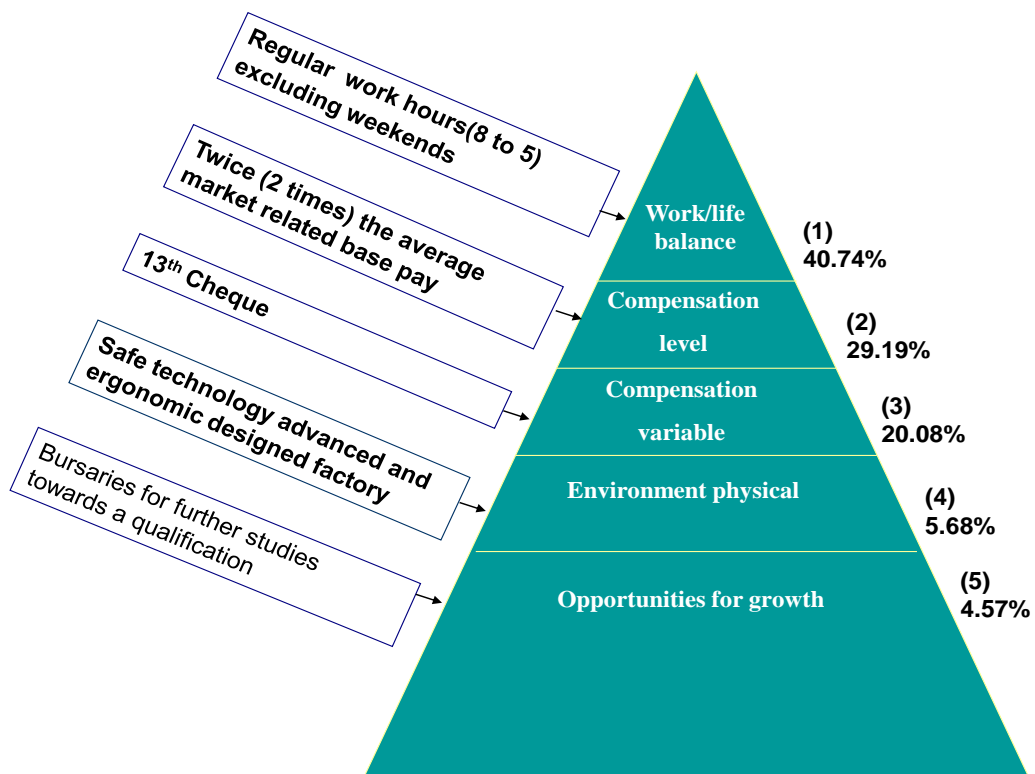 Regular work hours(8 to 5)
excluding weekends
Twice (2 times) the average
market related base pay
13th Cheque
Safe technology advanced and
ergonomic designed factory
Bursaries for further studies
towards a qualification
Work/life
balance
Compensation
level
Compensation
variable
Environment physical
Opportunities for growth
(1)
40.74%
(2)
29.19%
(3)
20.08%
(4)
5.68%
(5)
4.57%